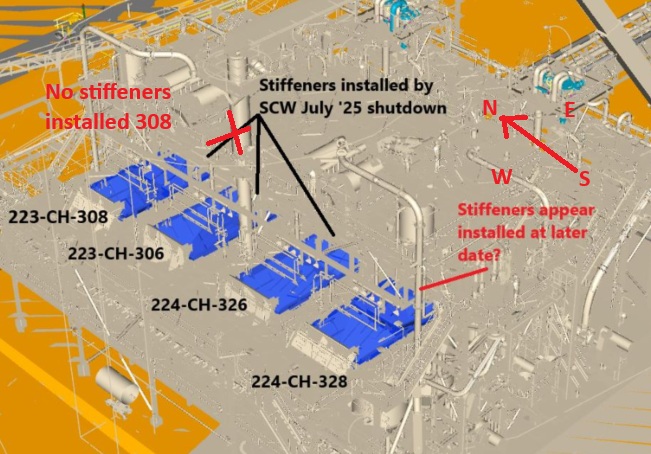 No stiffeners
installed 308
Stiffeners installed by
SCW July '25 shutdown
N
E
W
S
223-CH-308
223-CH-306
Stiffeners appear
installed at later
date?
224-CH-326
224-CH-328